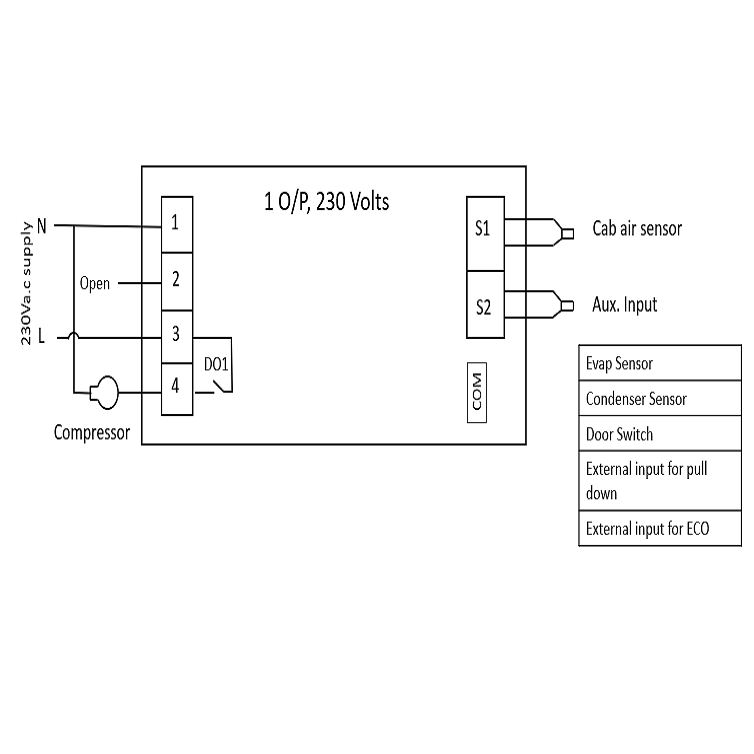 1 O/P, 230 Volts
230Va.c supply
N
1
Open
2
L
3
DO1
4
Compressor
S1
Cab air sensor
S2
Aux. Input
COM
Evap Sensor
Condenser Sensor
Door Switch
External input for pull
down
External input for ECO